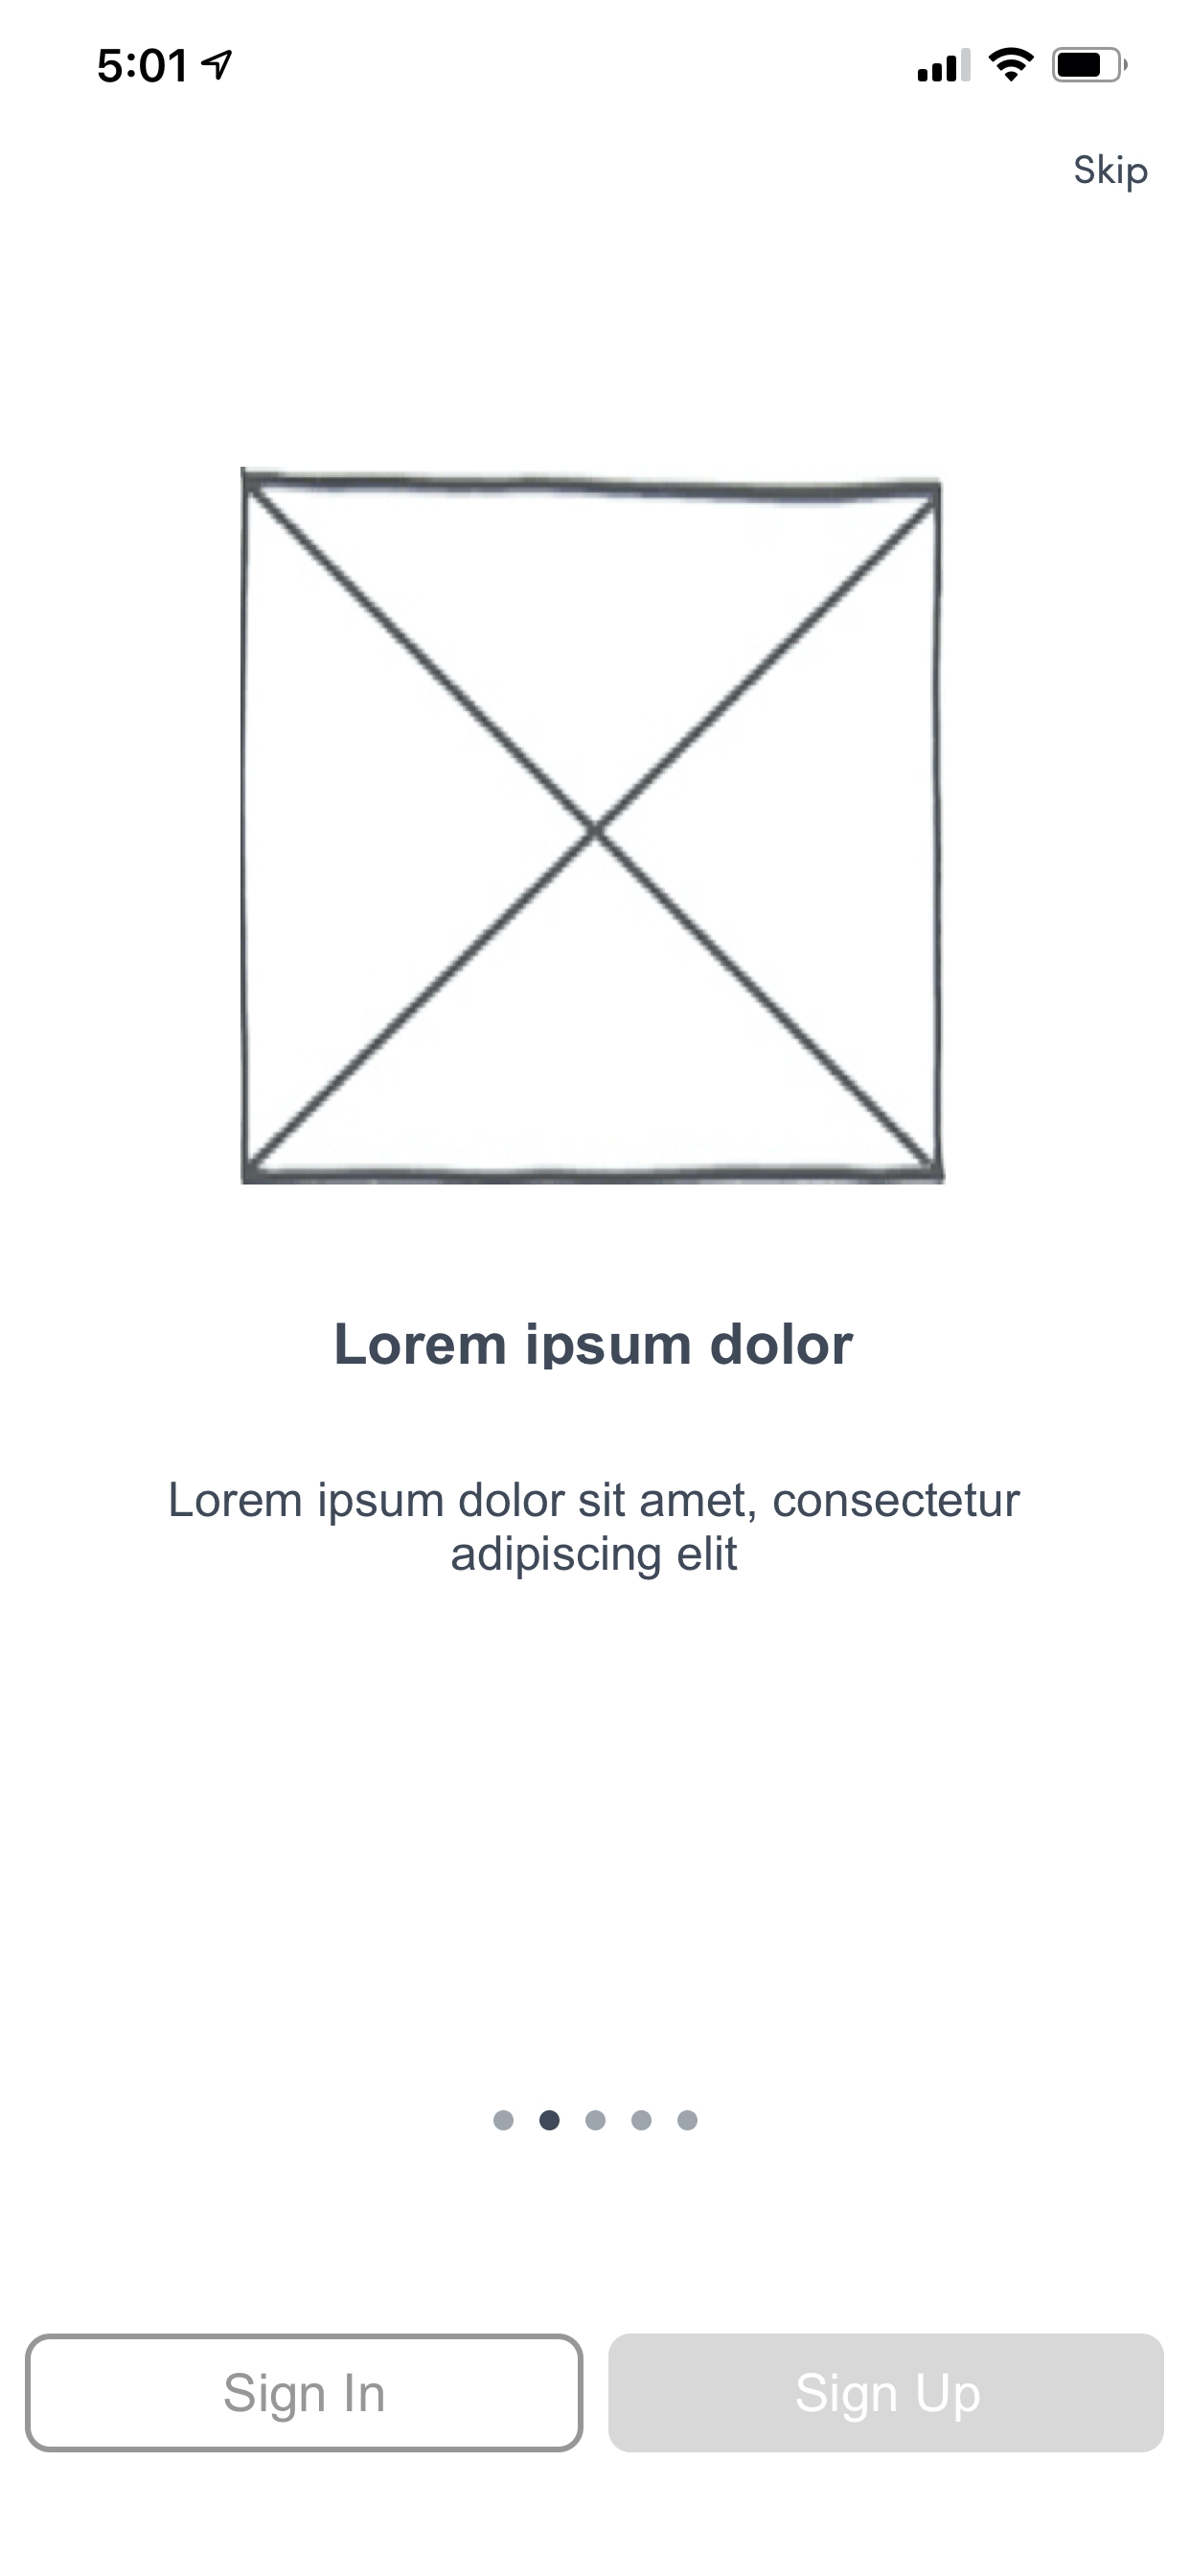 5:01
Skip
Lorem ipsum dolor
Lorem ipsum dolor sit amet, consectetur
adipiscing elit
Sign In
Sign Up